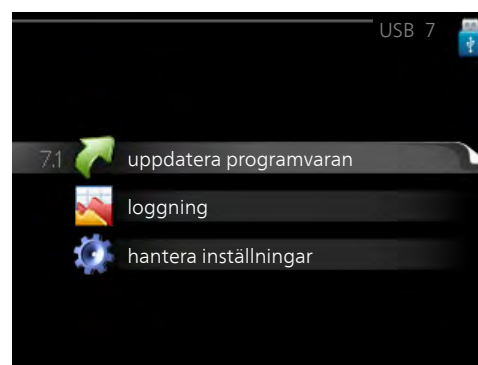 USB 7
7.1 uppdatera programvaran
loggning
hantera inställningar